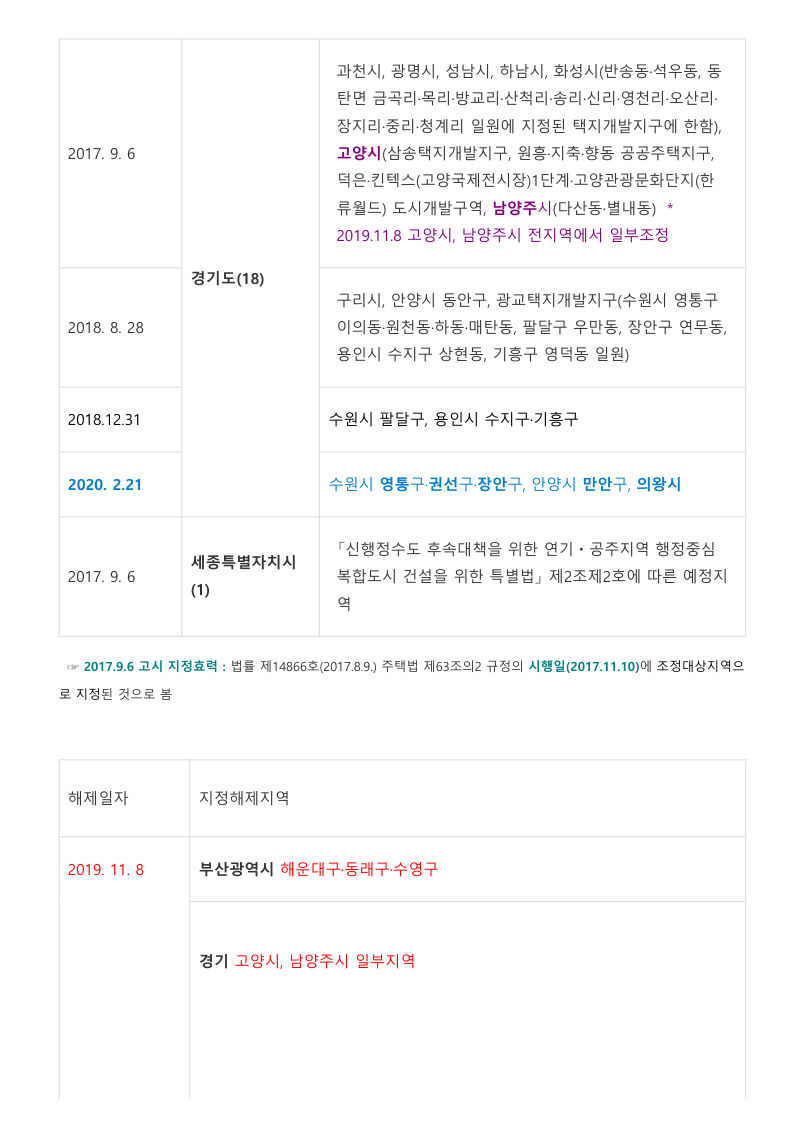 2017. 9. 6
경기도(18)
과천시, 광명시, 성남시, 하남시, 화성시(반송동·석우동, 동
탄면 금곡리·목리·방교리·산척리·송리·신리·영천리·오산리·
장지리·중리·청계리 일원에 지정된 택지개발지구에 한함),
고양시(삼송택지개발지구, 원흥·지축·향동 공공주택지구,
덕은·킨텍스(고양국제전시장)1단계·고양관광문화단지(한
류월드) 도시개발구역, 남양주시(다산동·별내동) *
2019.11.8 고양시, 남양주시 전지역에서 일부조정
2018. 8. 28
구리시, 안양시 동안구, 광교택지개발지구(수원시 영통구
이의동·원천동·하동·매탄동, 팔달구 우만동, 장안구 연무동,
용인시 수지구 상현동, 기흥구 영덕동 일원)
2018.12.31
수원시 팔달구, 용인시 수지구·기흥구
2020. 2.21
수원시 영통구·권선구·장안구, 안양시 만안구, 의왕시
2017. 9. 6
세종특별자치시
(1)
「신행정수도 후속대책을 위한 연기・공주지역 행정중심
복합도시 건설을 위한 특별법」 제2조제2호에 따른 예정지
역
☞ 2017.9.6 고시 지정효력 : 법률 제14866호(2017.8.9.) 주택법 제63조의2 규정의 시행일(2017.11.10)에 조정대상지역으
로 지정된 것으로 봄
해제일자
지정해제지역
2019. 11. 8
부산광역시 해운대구·동래구·수영구
경기 고양시, 남양주시 일부지역